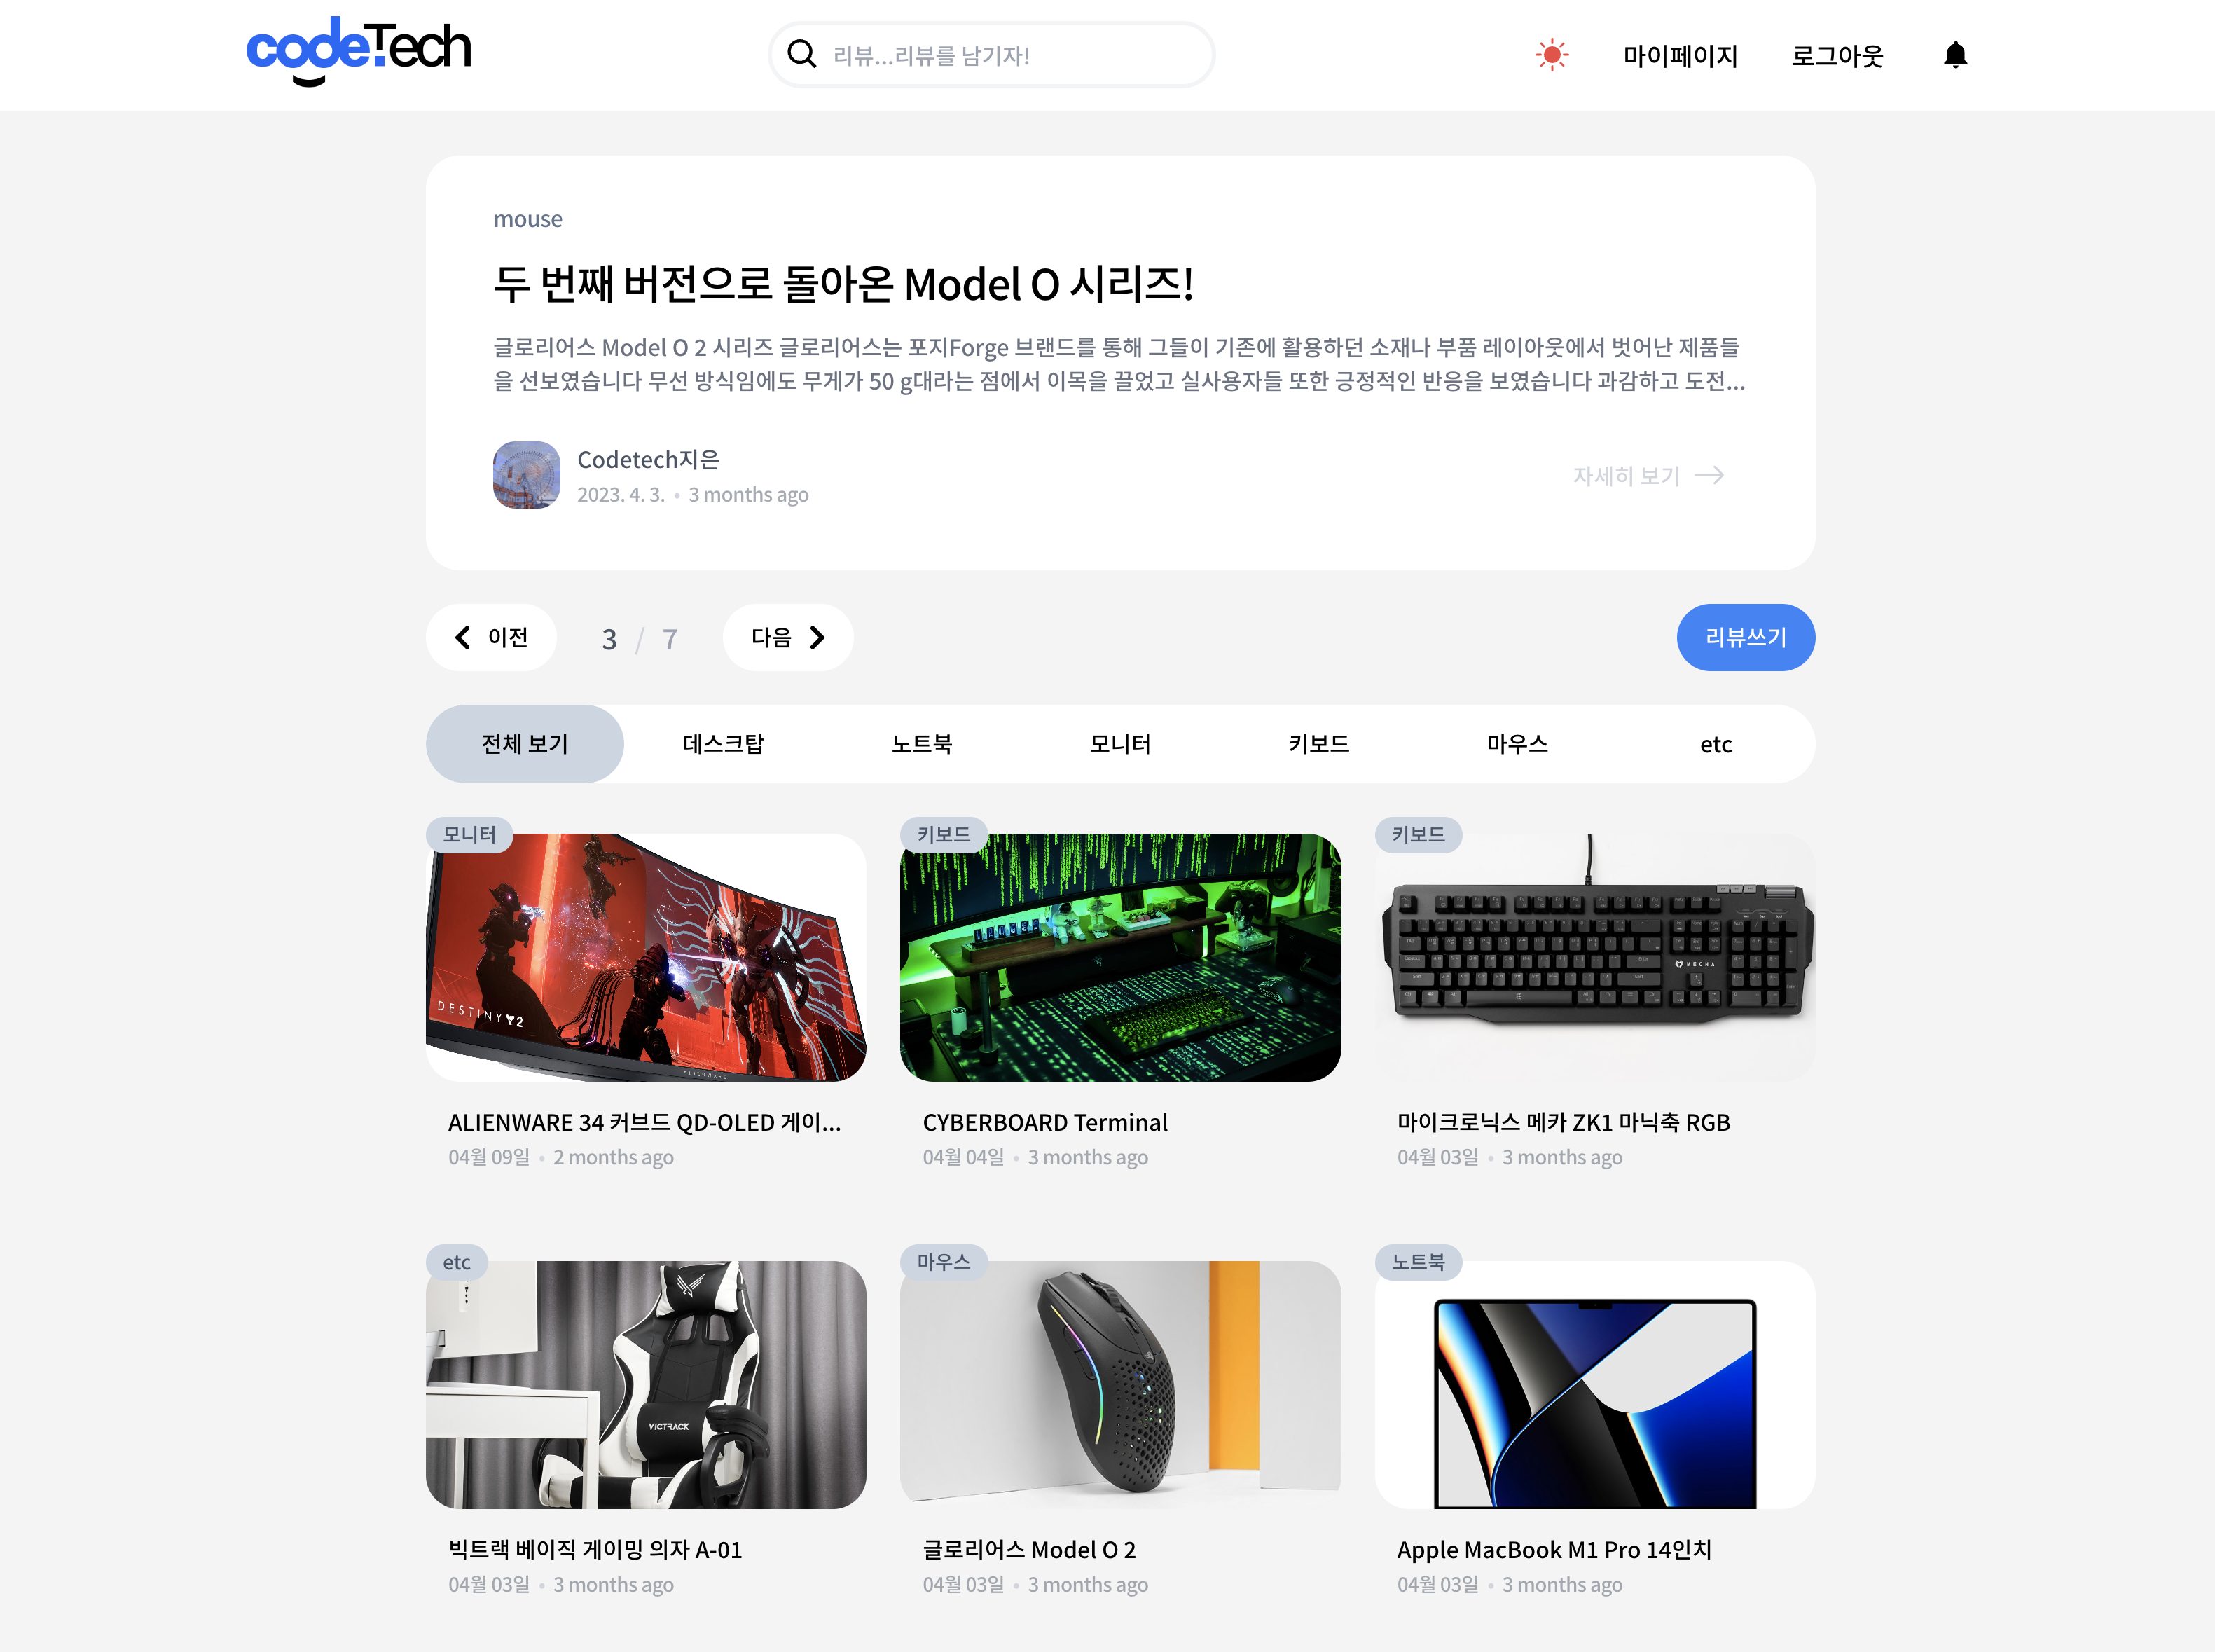 code.Tech
리뷰...리뷰를 남기자!
마이페이지
로그아웃
mouse
두 번째 버전으로 돌아온 Model O 시리즈!
글로리어스 Model O 2 시리즈 글로리어스는 포지Forge 브랜드를 통해 그들이 기존에 활용하던 소재나 부품 레이아웃에서 벗어난 제품들
을 선보였습니다 무선 방식임에도 무게가 50 g대라는 점에서 이목을 끌었고 실사용자들 또한 긍정적인 반응을 보였습니다 과감하고 도전...
Codetech지은
2023. 4. 3. • 3 months ago
자세히 보기
이전
3 / 7
다음
리뷰쓰기
전체 보기
데스크탑
노트북
모니터
키보드
마우스
etc
모니터
DESTINY 2
ALIENWARE
ALIENWARE 34 커브드 QD-OLED 게이...
04월 09일 • 2 months ago
키보드
CYBERBOARD Terminal
04월 04일 • 3 months ago
키보드
MECHA
마이크로닉스 메카 ZK1 마닉축 RGB
04월 03일 • 3 months ago
etc
VICTRACK
빅트랙 베이직 게이밍 의자 A-01
04월 03일 • 3 months ago
마우스
글로리어스 Model O 2
04월 03일 • 3 months ago
노트북
Apple MacBook M1 Pro 14인치
04월 03일 • 3 months ago